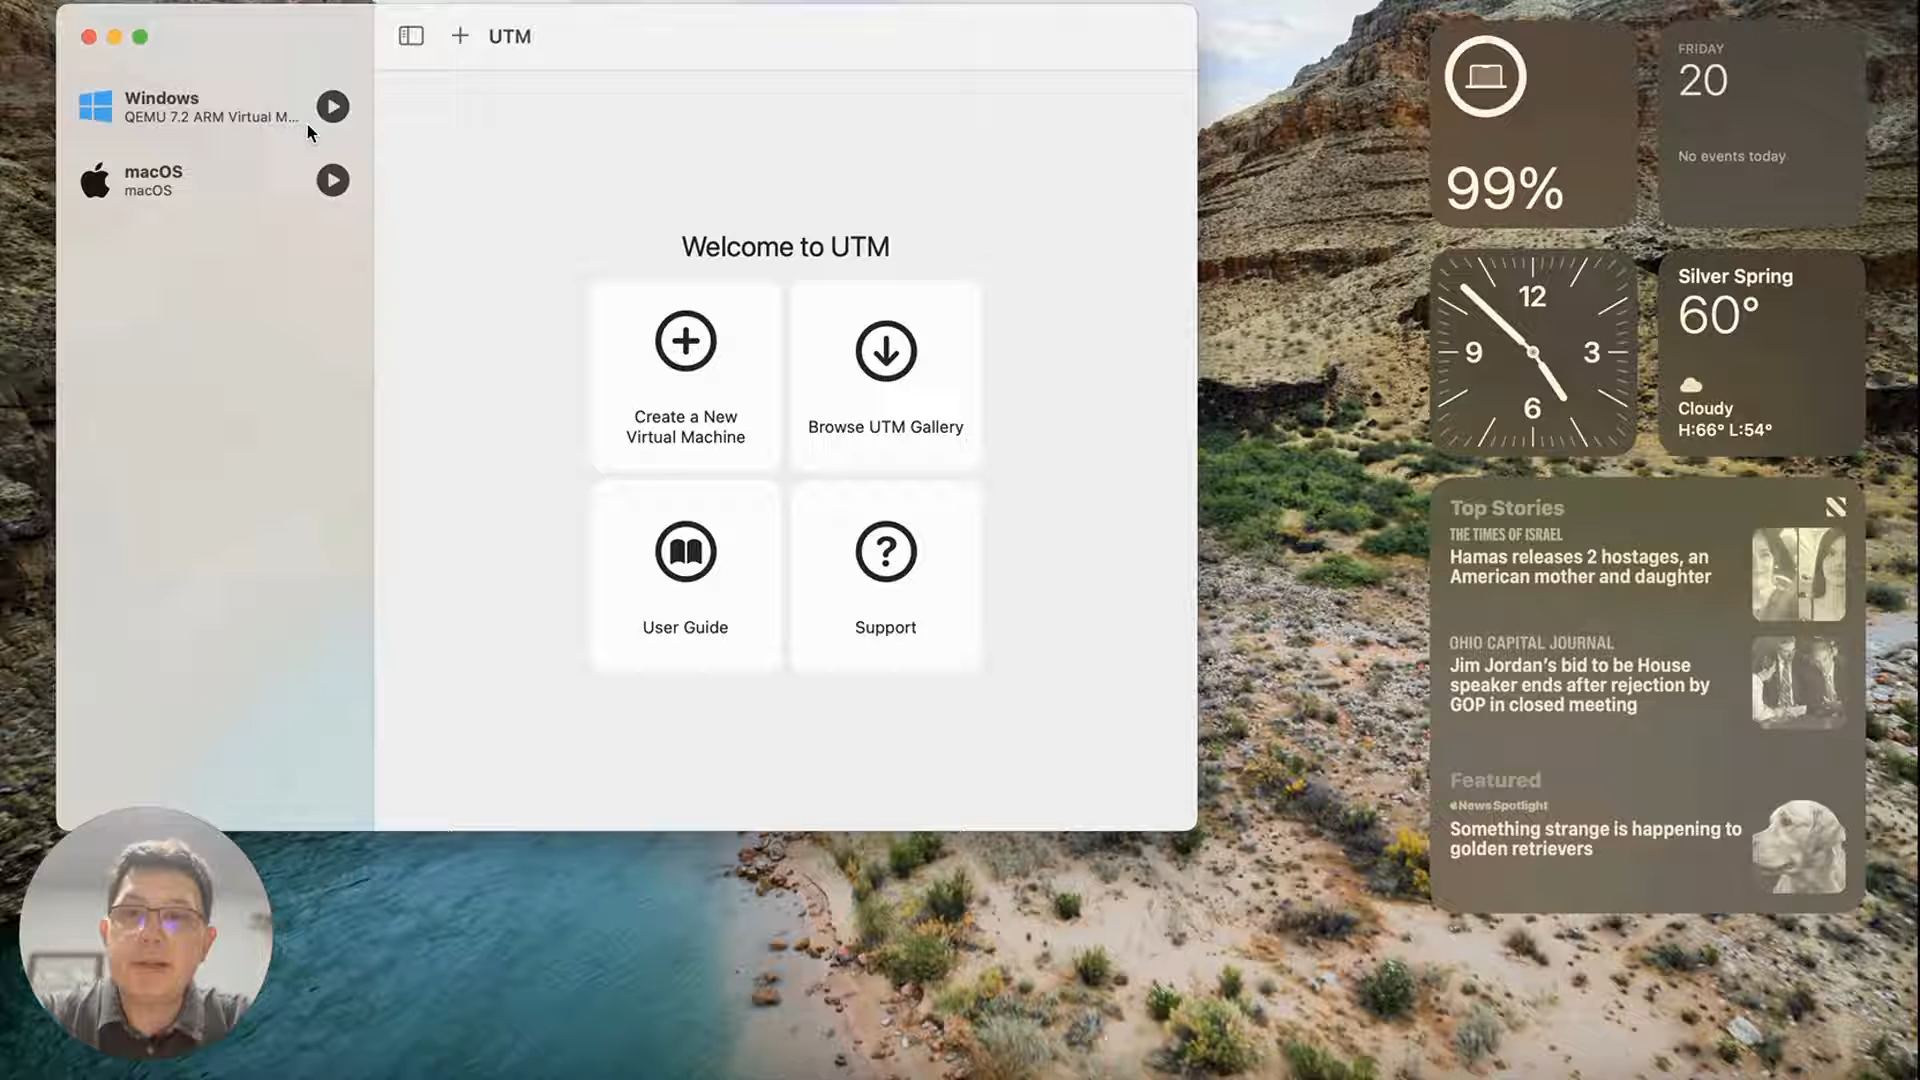 UTM
Windows
QEMU 7.2 ARM Virtual M...
macOS
macOS
Welcome to UTM
Create a New
Virtual Machine
Browse UTM Gallery
User Guide
Support
99%
FRIDAY
20
No events today
12
9
3
6
Silver Spring
60°
Cloudy
H:66° L:54°
Top Stories
THE TIMES OF ISRAEL
Hamas releases 2 hostages, an
American mother and daughter
OHIO CAPITAL JOURNAL
Jim Jordan's bid to be House
speaker ends after rejection by
GOP in closed meeting
Featured
News Spotlight
Something strange is happening to
golden retrievers